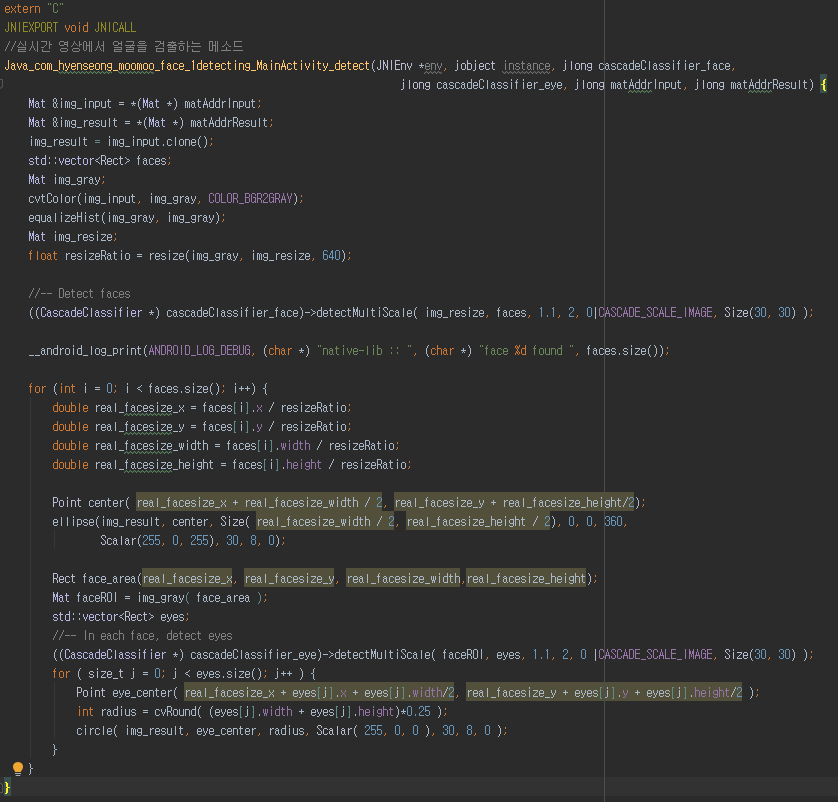 extern "C"
JNIEXPORT void JNICALL
//실시간 영상에서 얼굴을 검출하는 메소드
Java_com_hyenseong_moomoo_face_1detecting_MainActivity_detect(JNIEnv *env, jobject instance, jlong cascadeClassifier_face,
jlong cascadeClassifier_eye, jlong matAddrInput, jlong matAddrResult) {
Mat &img_input = *(Mat *) matAddrInput;
Mat &img_result = *(Mat *) matAddrResult;
img_result = img_input.clone();
std::vector<Rect> faces;
Mat img_gray;
cvtColor(img_input, img_gray, COLOR_BGR2GRAY);
equalizeHist(img_gray, img_gray);
Mat img_resize;
float resizeRatio = resize(img_gray, img_resize, 640);
//-- Detect faces
((CascadeClassifier *) cascadeClassifier_face)->detectMultiScale( img_resize, faces, 1.1, 2, 0|CASCADE_SCALE_IMAGE, Size(30, 30) );
__android_log_print(ANDROID_LOG_DEBUG, (char *) "native-lib :: ", (char *) "face %d found ", faces.size());
for (int i = 0; i < faces.size(); i++) {
double real_facesize_x = faces[i].x / resizeRatio;
double real_facesize_y = faces[i].y / resizeRatio;
double real_facesize_width = faces[i].width / resizeRatio;
double real_facesize_height = faces[i].height / resizeRatio;
Point center( real_facesize_x + real_facesize_width / 2, real_facesize_y + real_facesize_height/2);
ellipse(img_result, center, Size( real_facesize_width / 2, real_facesize_height / 2), 0, 0, 360,
Scalar(255, 0, 255), 30, 8, 0);
Rect face_area(real_facesize_x, real_facesize_y, real_facesize_width,real_facesize_height);
Mat faceROI = img_gray( face_area );
std::vector<Rect> eyes;
//-- In each face, detect eyes
((CascadeClassifier *) cascadeClassifier_eye)->detectMultiScale( faceROI, eyes, 1.1, 2, 0 |CASCADE_SCALE_IMAGE, Size(30, 30) );
for ( size_t j = 0; j < eyes.size(); j++ ) {
Point eye_center( real_facesize_x + eyes[j].x + eyes[j].width/2, real_facesize_y + eyes[j].y + eyes[j].height/2 );
int radius = cvRound( (eyes[j].width + eyes[j].height)*0.25 );
circle( img_result, eye_center, radius, Scalar( 255, 0, 0 ), 30, 8, 0 );
}
}
}